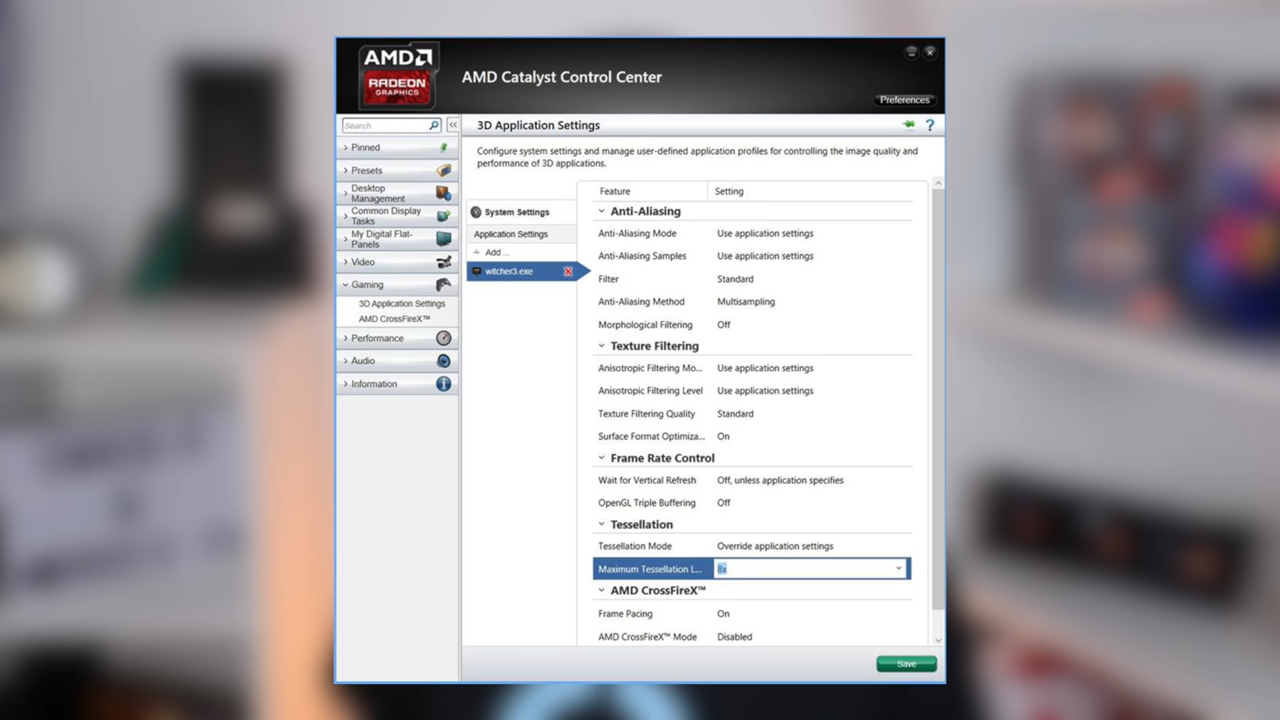 AMD
RADEON
GRAPHICS
AMD Catalyst Control Center
Preferences
Search
3D Application Settings
?
Configure system settings and manage user-defined application profiles for controlling the image quality and
performance of 3D applications.
Pinned
Presets
Desktop
Management
Common Display
Tasks
My Digital Flat-
Panels
Video
Gaming
3D Application Settings
AMD CrossFireX™
Performance
Audio
Information
System Settings
Application Settings
Add ...
witcher3.exe
Feature Setting
Anti-Aliasing
Anti-Aliasing Mode Use application settings
Anti-Aliasing Samples Use application settings
Filter Standard
Anti-Aliasing Method Multisampling
Morphological Filtering Off
Texture Filtering
Anisotropic Filtering Mo... Use application settings
Anisotropic Filtering Level Use application settings
Texture Filtering Quality Standard
Surface Format Optimiza... On
Frame Rate Control
Wait for Vertical Refresh Off, unless application specifies
OpenGL Triple Buffering Off
Tessellation
Tessellation Mode Override application settings
Maximum Tessellation L... 8x
AMD CrossFireX™
Frame Pacing On
AMD CrossFireX™ Mode Disabled
Save